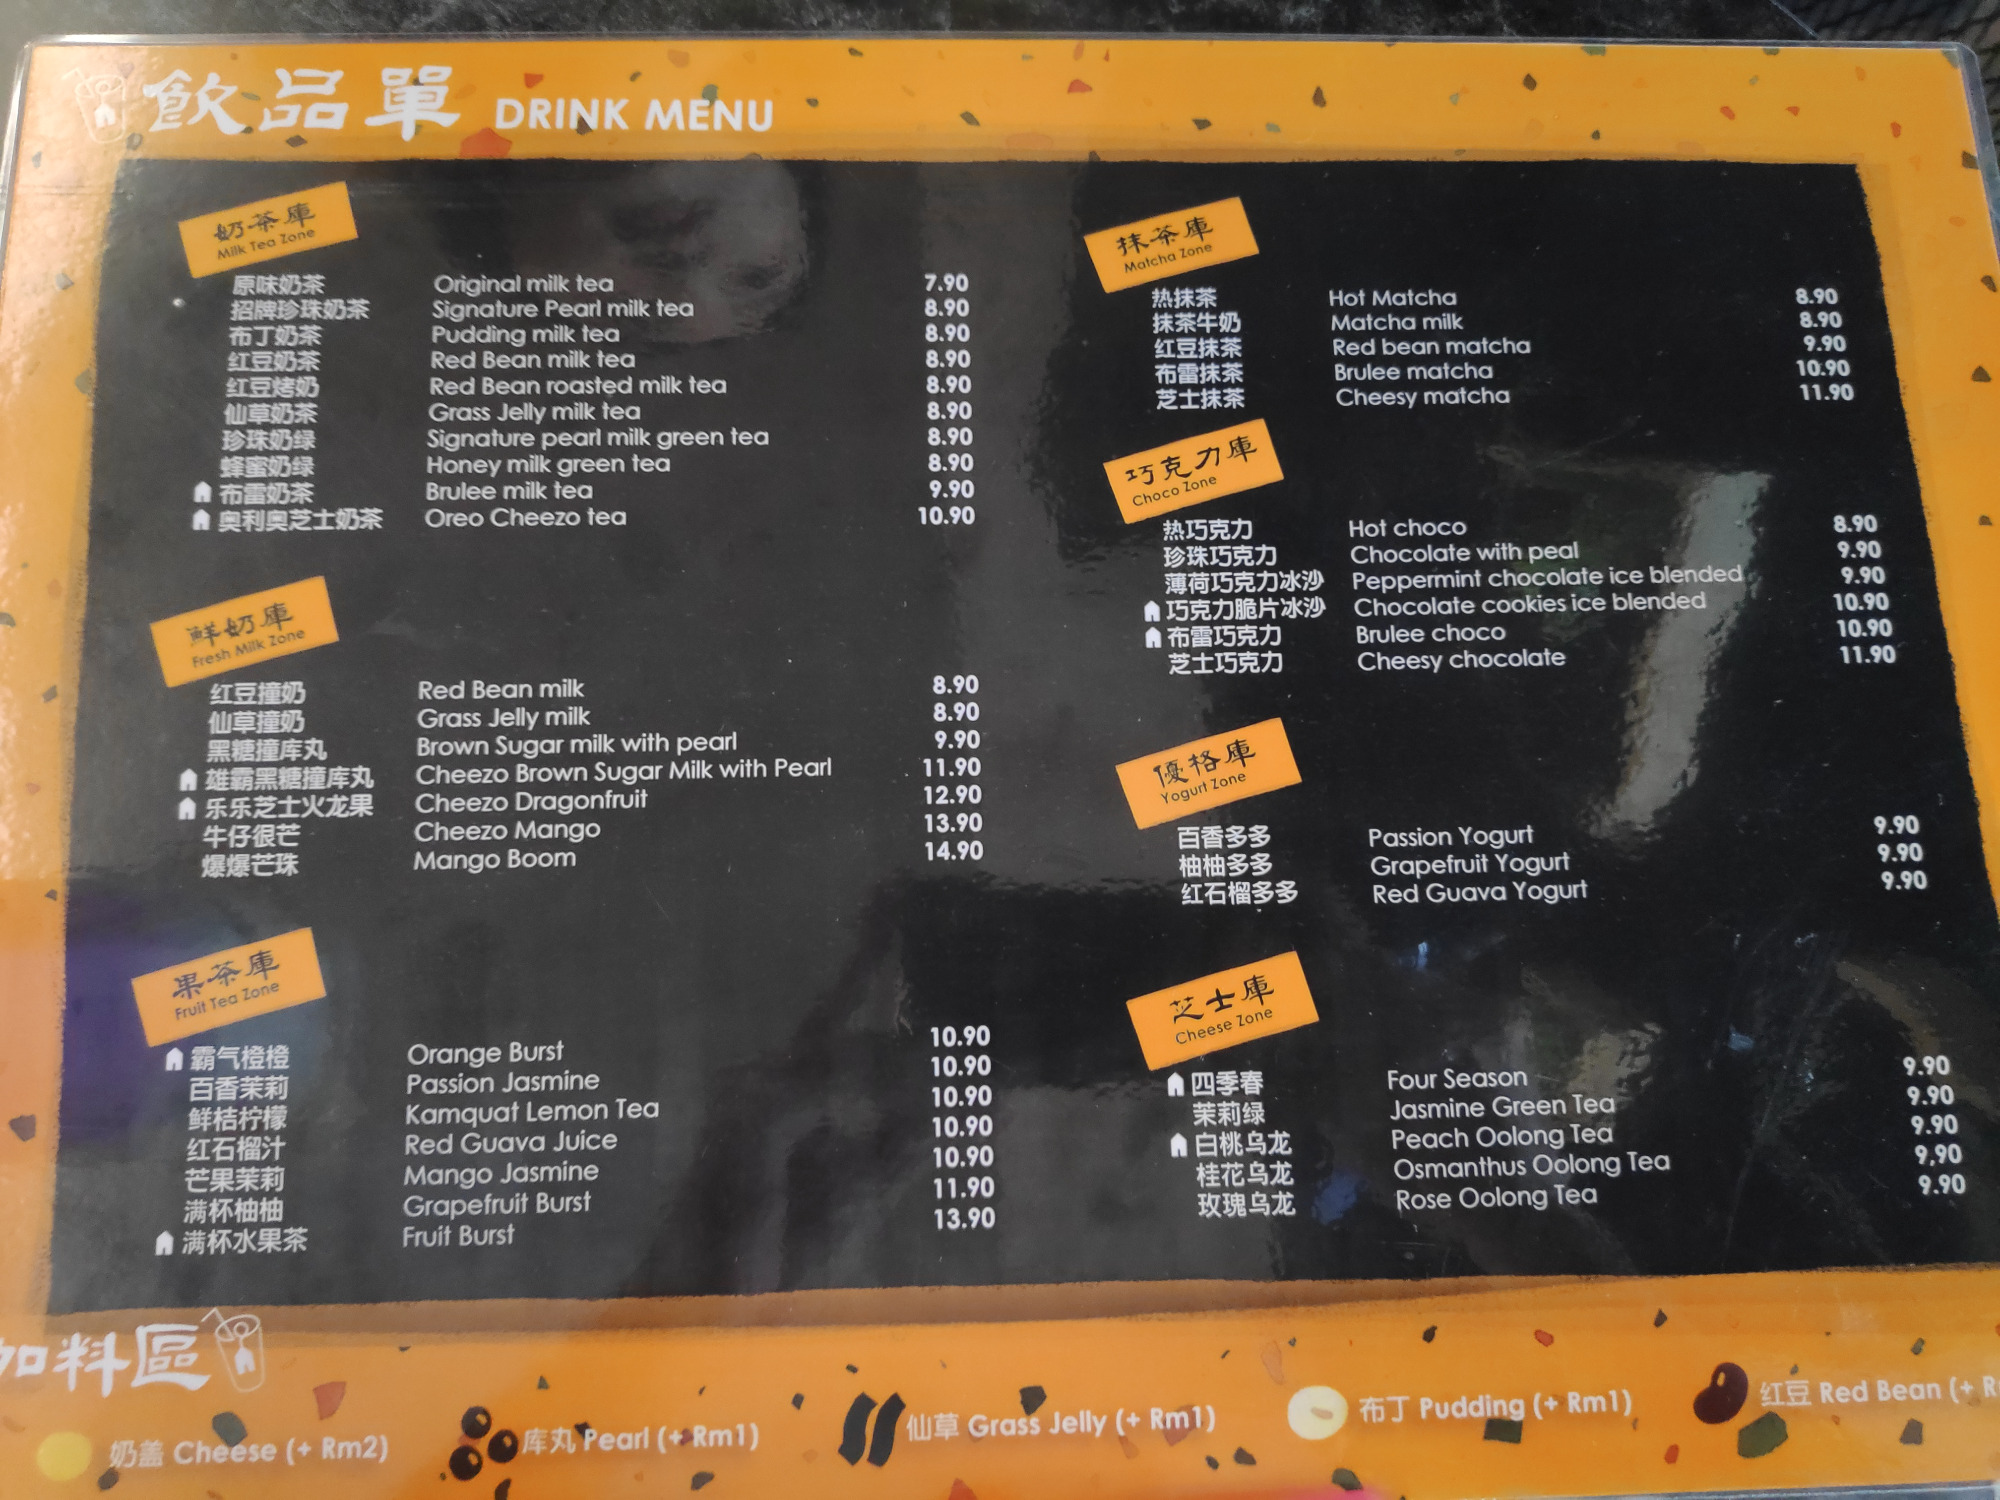 飲品單 DRINK MENU
奶茶庫
Milk Tea Zone
原味奶茶 Original milk tea 7.90
招牌珍珠奶茶 Signature Pearl milk tea 8.90
布丁奶茶 Pudding milk tea 8.90
红豆奶茶 Red Bean milk tea 8.90
红豆烤奶 Red Bean roasted milk tea 8.90
仙草奶茶 Grass Jelly milk tea 8.90
珍珠奶绿 Signature pearl milk green tea 8.90
蜂蜜奶绿 Honey milk green tea 8.90
布雷奶茶 Brulee milk tea 9.90
奥利奥芝士奶茶 Oreo Cheezo tea 10.90
鮮奶庫
Fresh Milk Zone
红豆撞奶 Red Bean milk 8.90
仙草撞奶 Grass Jelly milk 8.90
黑糖撞库丸 Brown Sugar milk with pearl 9.90
雄霸黑糖撞库丸 Cheezo Brown Sugar Milk with Pearl 11.90
乐乐芝士火龙果 Cheezo Dragonfruit 12.90
牛仔很芒 Cheezo Mango 13.90
爆爆芒珠 Mango Boom 14.90
果茶庫
Fruit Tea Zone
霸气橙橙 Orange Burst 10.90
百香茉莉 Passion Jasmine 10.90
鲜桔柠檬 Kamquat Lemon Tea 10.90
红石榴汁 Red Guava Juice 10.90
芒果茉莉 Mango Jasmine 10.90
满杯柚柚 Grapefruit Burst 11.90
满杯水果茶 Fruit Burst 13.90
抹茶庫
Matcha Zone
热抹茶 Hot Matcha 8.90
抹茶牛奶 Matcha milk 8.90
红豆抹茶 Red bean matcha 9.90
布雷抹茶 Brulee matcha 10.90
芝士抹茶 Cheesy matcha 11.90
巧克力庫
Choco Zone
热巧克力 Hot choco 8.90
珍珠巧克力 Chocolate with peal 9.90
薄荷巧克力冰沙 Peppermint chocolate ice blended 9.90
巧克力脆片冰沙 Chocolate cookies ice blended 10.90
布雷巧克力 Brulee choco 10.90
芝士巧克力 Cheesy chocolate 11.90
優格庫
Yogurt Zone
百香多多 Passion Yogurt 9.90
柚柚多多 Grapefruit Yogurt 9.90
红石榴多多 Red Guava Yogurt 9.90
芝士庫
Cheese Zone
四季春 Four Season 9.90
茉莉绿 Jasmine Green Tea 9.90
白桃乌龙 Peach Oolong Tea 9.90
桂花乌龙 Osmanthus Oolong Tea 9,90
玫瑰乌龙 Rose Oolong Tea 9.90
加料區
奶盖 Cheese (+ Rm2)
库丸 Pearl (+ Rm1)
仙草 Grass Jelly (+ Rm1)
布丁 Pudding (+ Rm1)
红豆 Red Bean (+ R